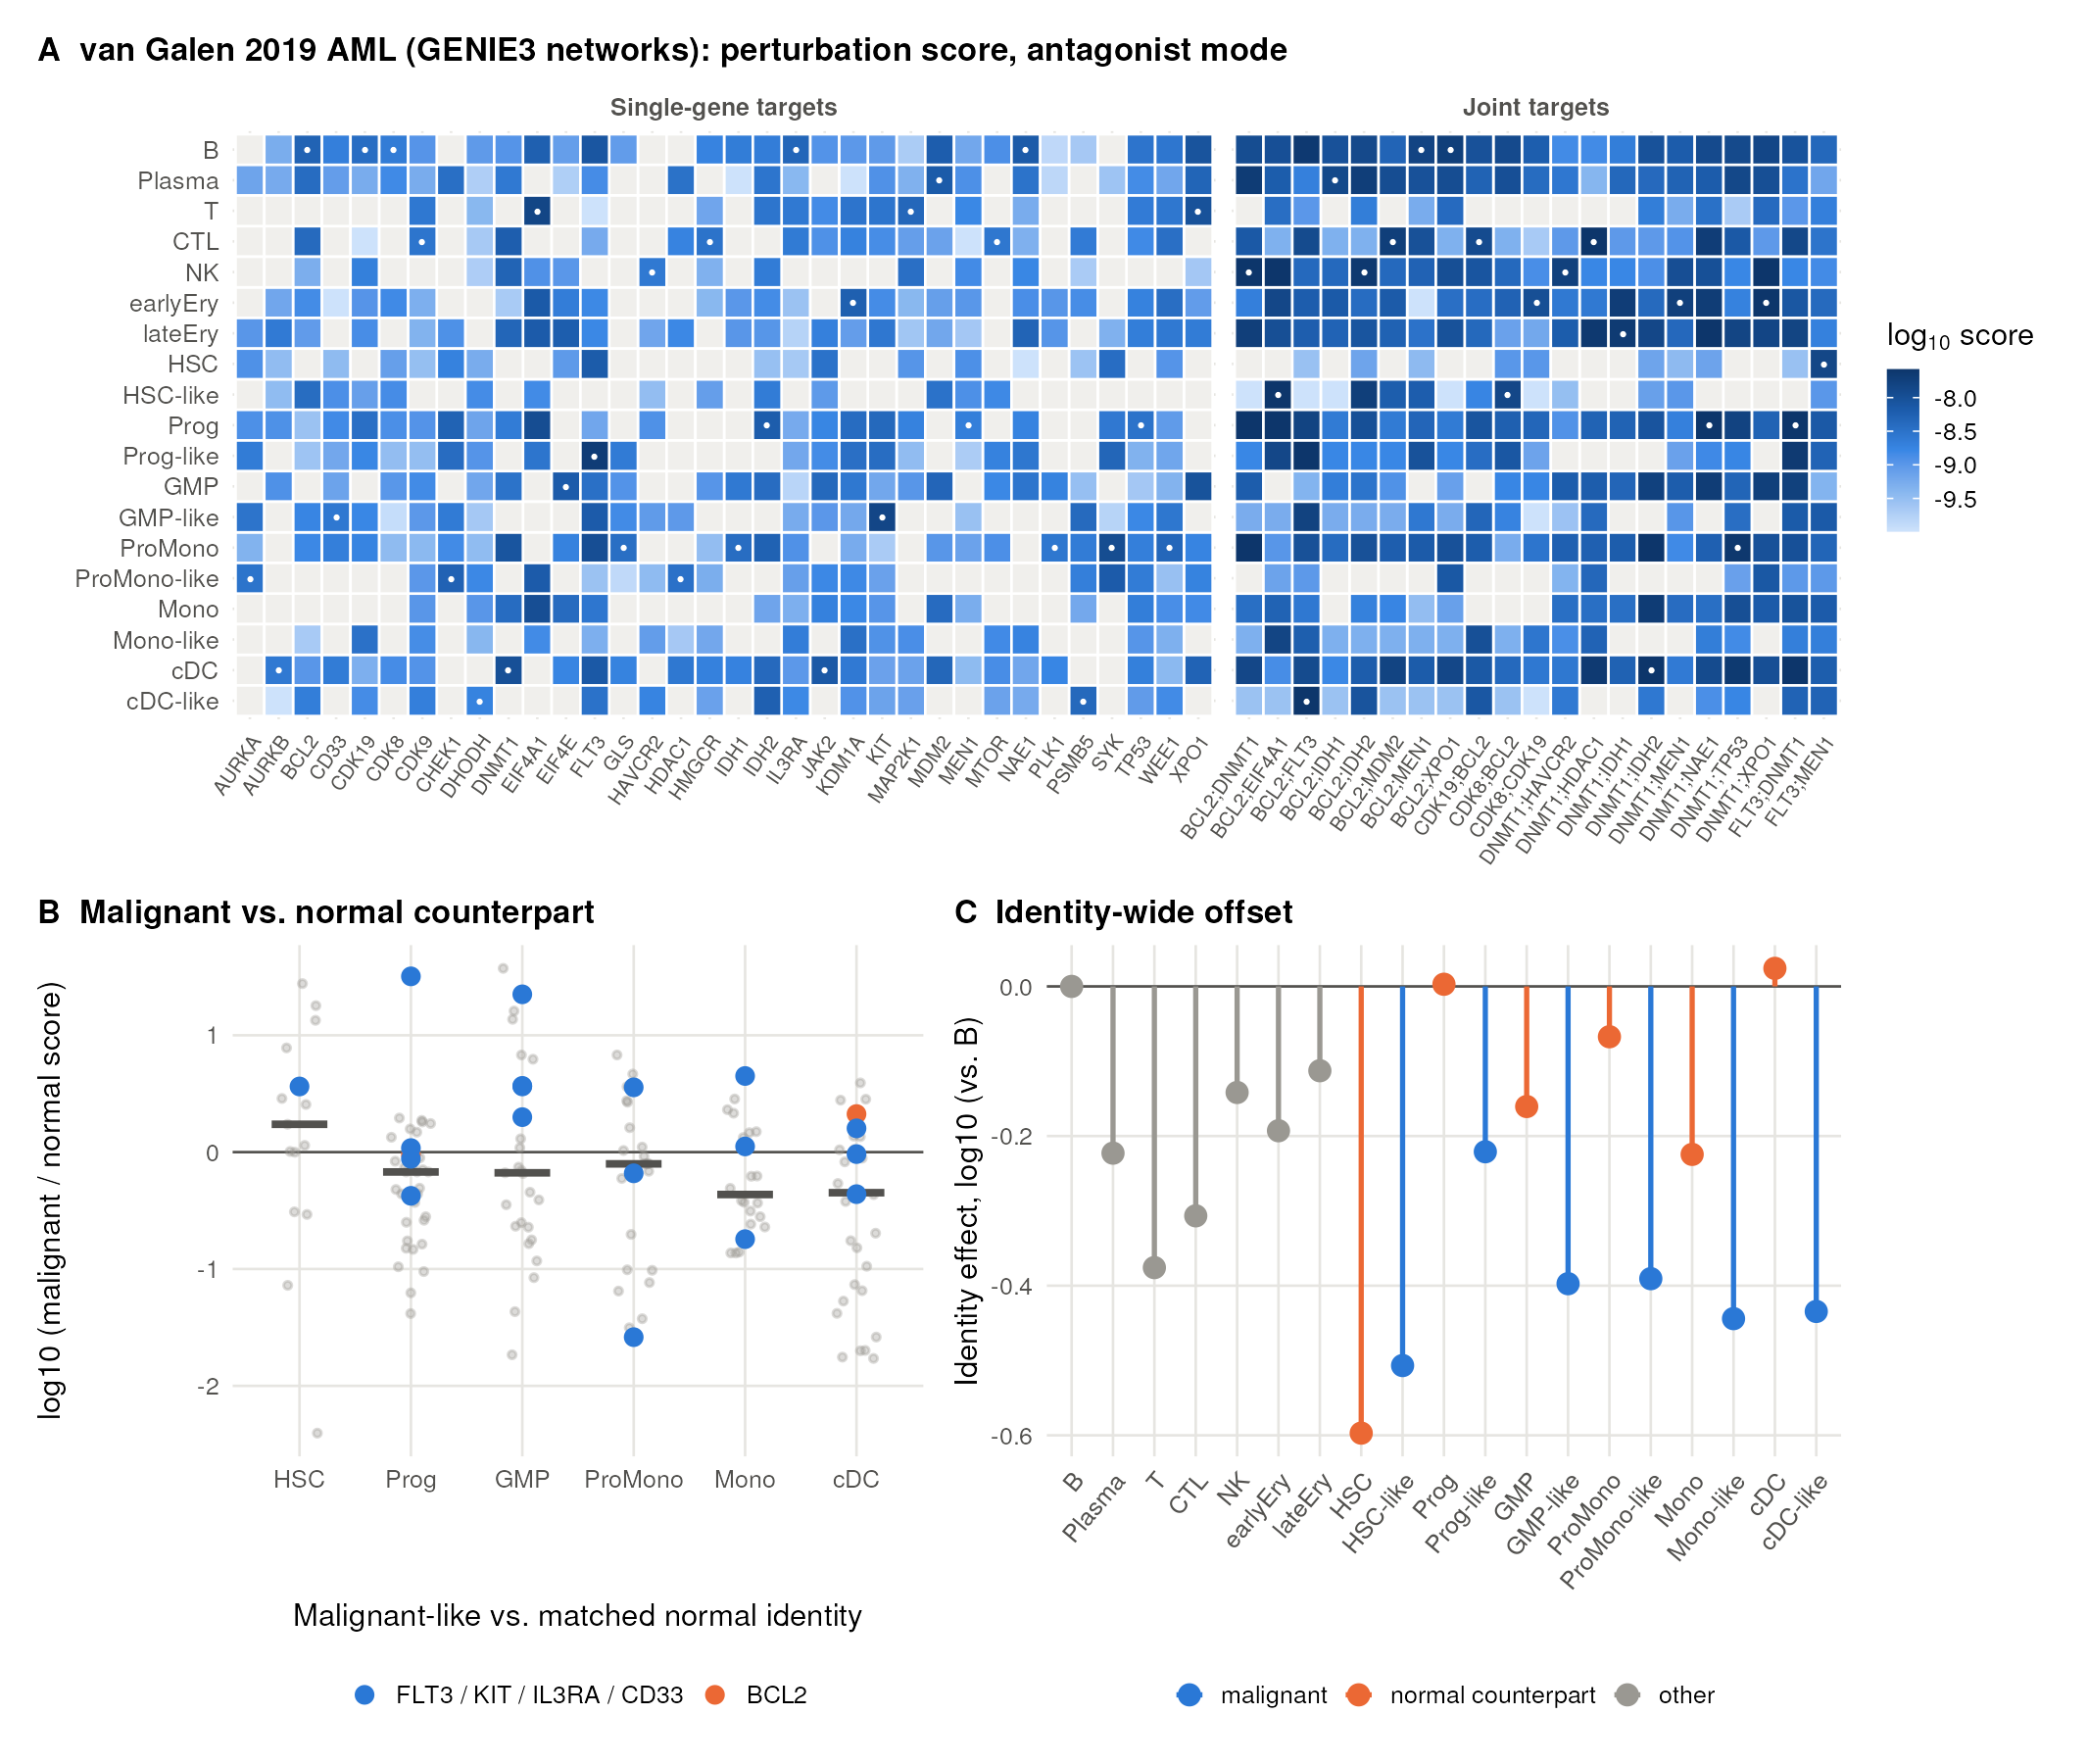 A van Galen 2019 AML (GENIE3 networks): perturbation score, antagonist mode
Single-gene targets
Joint targets
B
Plasma
T
CTL
NK
earlyEry
lateEry
HSC
HSC-like
Prog
Prog-like
GMP
GMP-like
ProMono
ProMono-like
Mono
Mono-like
cDC
cDC-like
AURKA
AURKB
BCL2
CD33
CDK19
CDK8
CDK9
CHEK1
DHODH
DNMT1
EIF4A1
EIF4E
FLT3
GLS
HAVCR2
HDAC1
HMGCR
IDH1
IDH2
IL3RA
JAK2
KDM1A
KIT
MAP2K1
MDM2
MEN1
MTOR
NAE1
PLK1
PSMB5
SYK
TP53
WEE1
XPO1
BCL2;DNMT1
BCL2;EIF4A1
BCL2;FLT3
BCL2;IDH1
BCL2;IDH2
BCL2;MDM2
BCL2;MEN1
BCL2;XPO1
CDK19;BCL2
CDK8;BCL2
CDK8;CDK19
DNMT1;HAVCR2
DNMT1;HDAC1
DNMT1;IDH1
DNMT1;IDH2
DNMT1;MEN1
DNMT1;NAE1
DNMT1;TP53
DNMT1;XPO1
FLT3;DNMT1
FLT3;MEN1
log10 score
-8.0
-8.5
-9.0
-9.5
B Malignant vs. normal counterpart
log10 (malignant / normal score)
1
0
-1
-2
HSC
Prog
GMP
ProMono
Mono
cDC
Malignant-like vs. matched normal identity
FLT3 / KIT / IL3RA / CD33
BCL2
C Identity-wide offset
Identity effect, log10 (vs. B)
0.0
-0.2
-0.4
-0.6
B
Plasma
T
CTL
NK
earlyEry
lateEry
HSC
HSC-like
Prog
Prog-like
GMP
GMP-like
ProMono
ProMono-like
Mono
Mono-like
cDC
cDC-like
malignant
normal counterpart
other